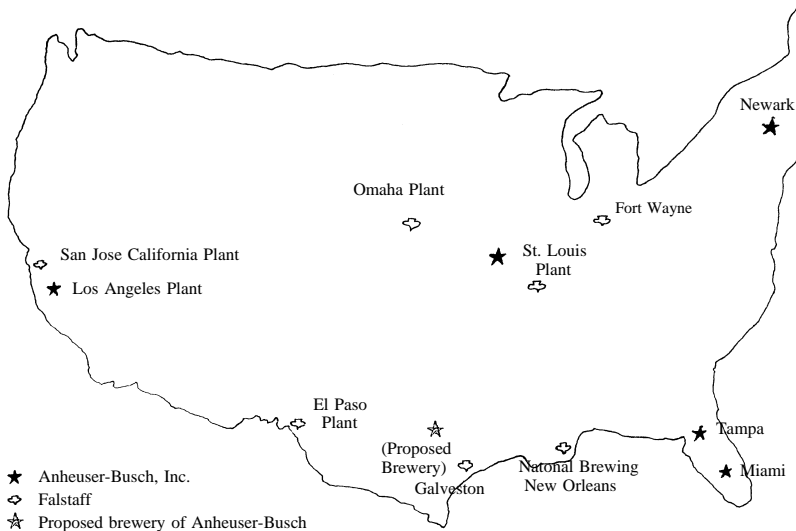 Newark
Omaha Plant
Fort Wayne
San Jose California Plant
St. Louis
Plant
Los Angeles Plant
El Paso
Plant
(Proposed
Brewery)
Galveston
Natonal Brewing
New Orleans
Tampa
Miami
Anheuser-Busch, Inc.
Falstaff
Proposed brewery of Anheuser-Busch